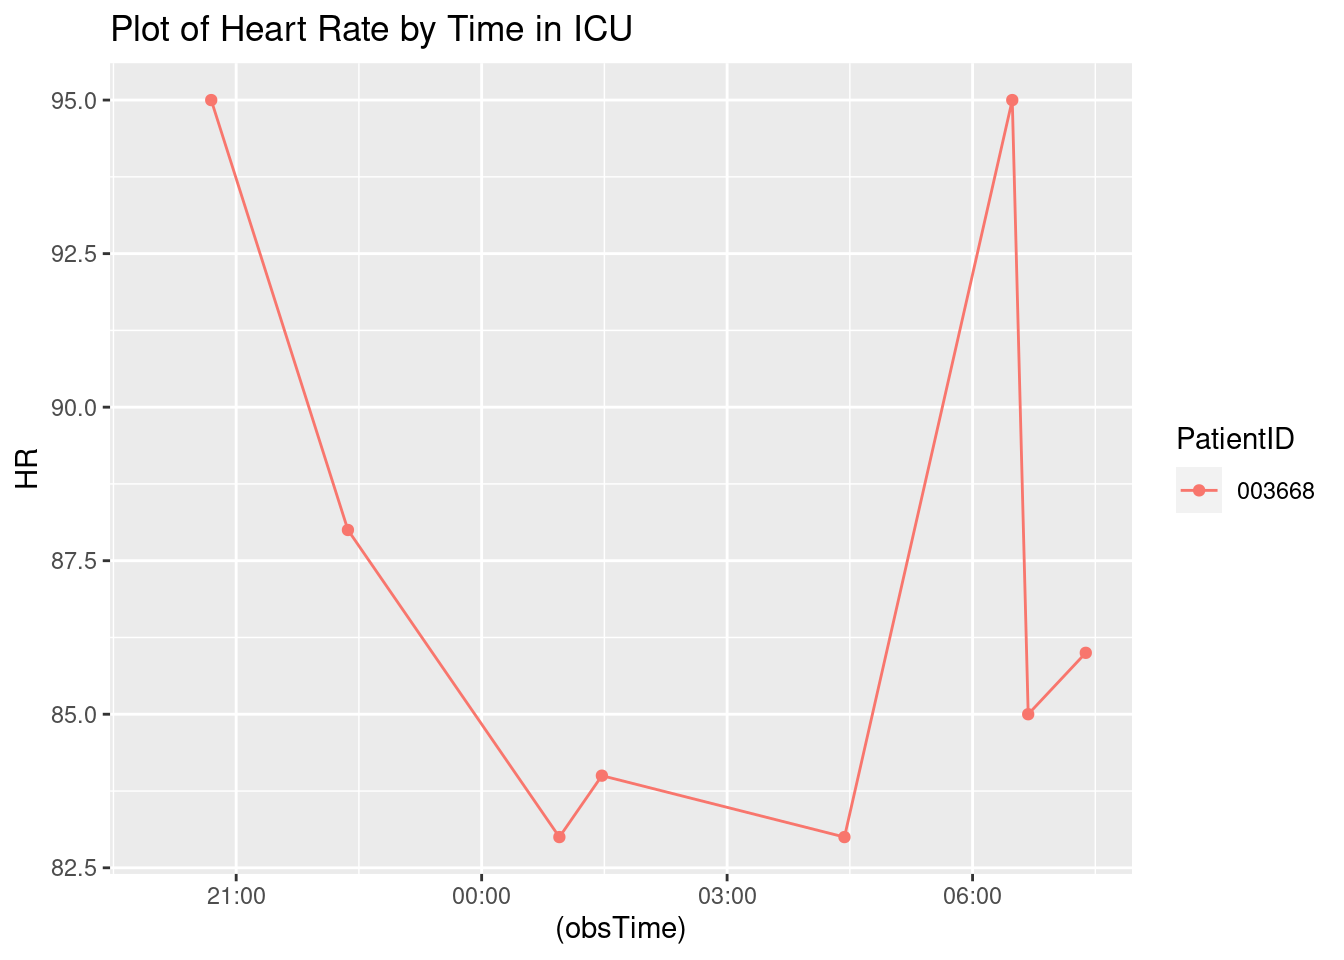 Plot of Heart Rate by Time in ICU
95.0
92.5
90.0
87.5
85.0
82.5
HR
21:00 00:00 03:00 06:00
(obsTime)
PatientID
003668